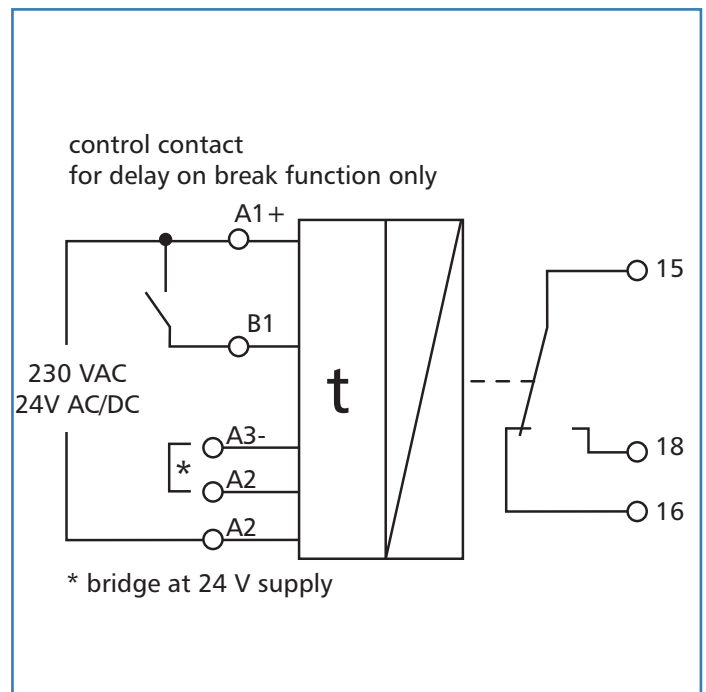 control contact
for delay on break function only
A1+
B1
230 VAC
24V AC/DC
t
A3-
*
A2
A2
15
18
16
* bridge at 24 V supply